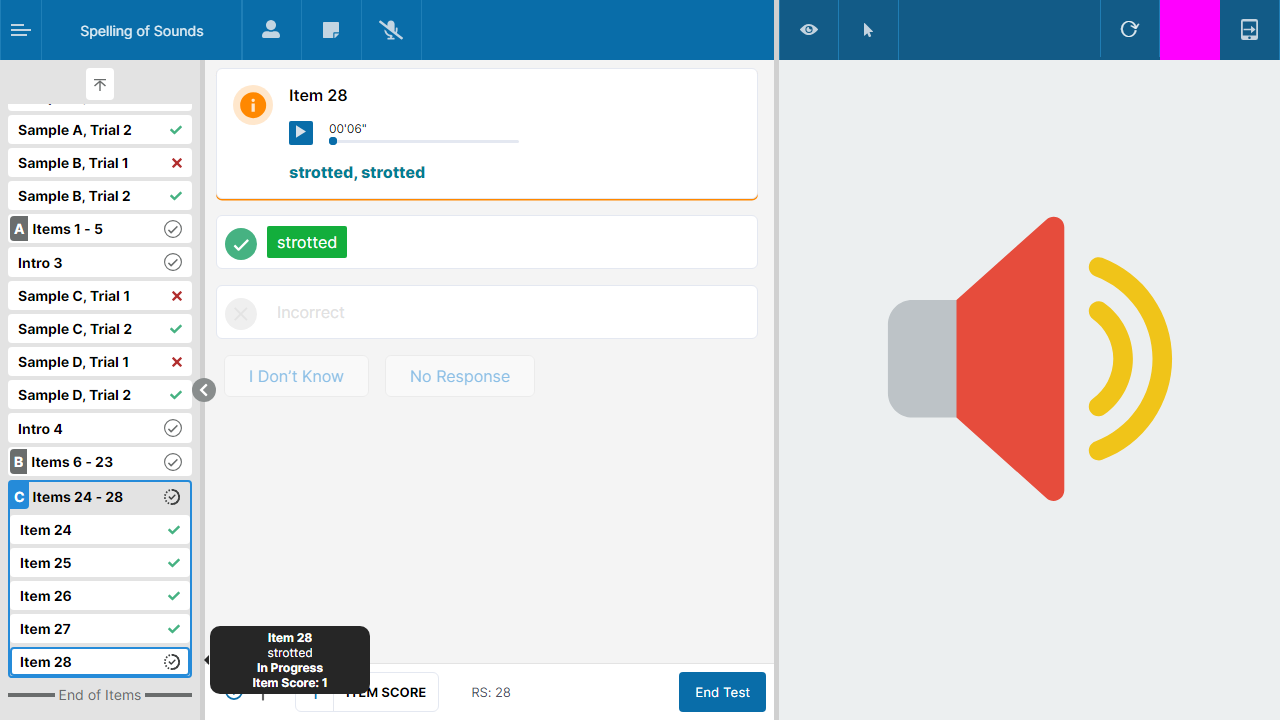 Spelling of Sounds
Sample A, Trial 2
Sample B, Trial 1
Sample B, Trial 2
A Items 1 - 5
Intro 3
Sample C, Trial 1
Sample C, Trial 2
Sample D, Trial 1
Sample D, Trial 2
Intro 4
B Items 6 - 23
C Items 24 - 28
Item 24
Item 25
Item 26
Item 27
Item 28
End of Items
Item 28
00'06"
strotted, strotted
strotted
Incorrect
I Don't Know
No Response
Item 28
strotted
In Progress
Item Score: 1
ITEM SCORE
RS: 28
End Test